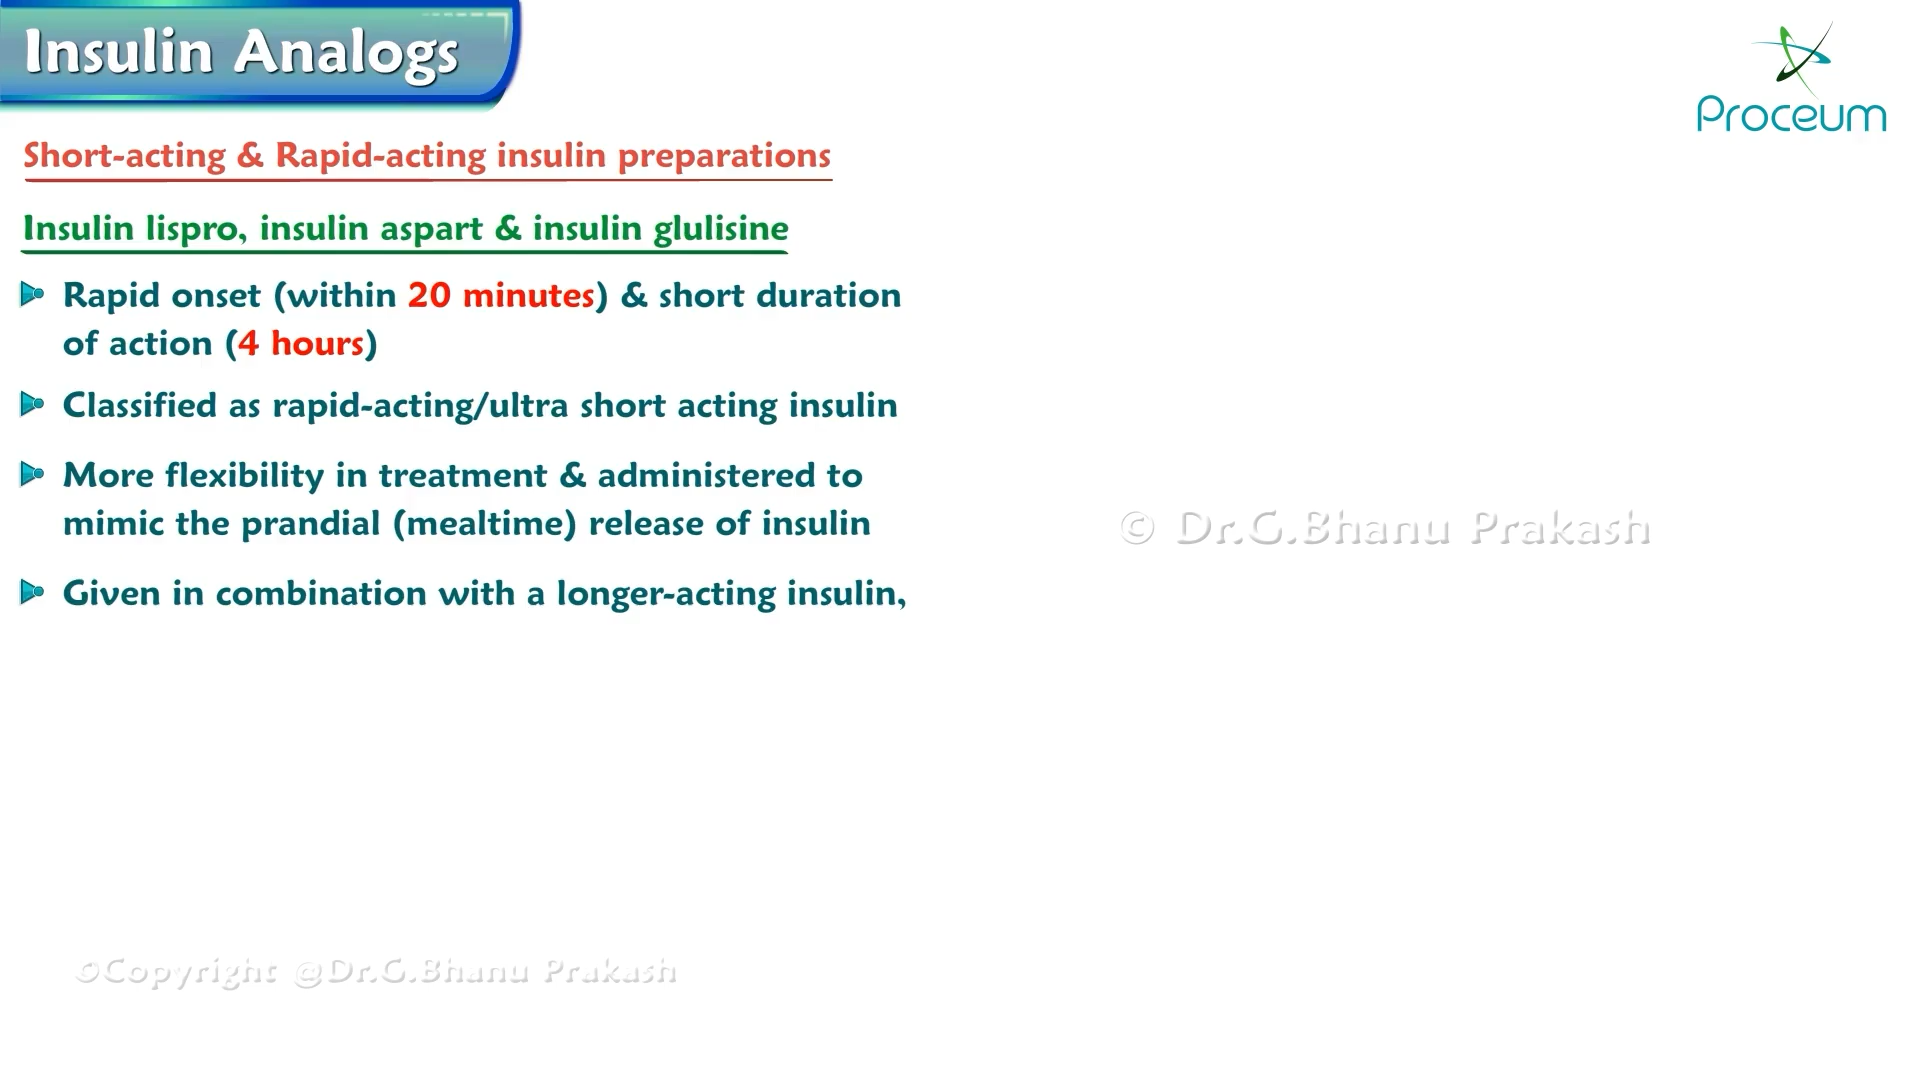 Insulin Analogs
Proceum
Short-acting & Rapid-acting insulin preparations
Insulin lispro, insulin aspart & insulin glulisine
Rapid onset (within 20 minutes) & short duration
of action (4 hours)
Classified as rapid-acting/ultra short acting insulin
More flexibility in treatment & administered to
mimic the prandial (mealtime) release of insulin
© Dr.G.Bhanu Prakash
Given in combination with a longer-acting insulin,
©Copyright @Dr.G.Bhanu Prakash